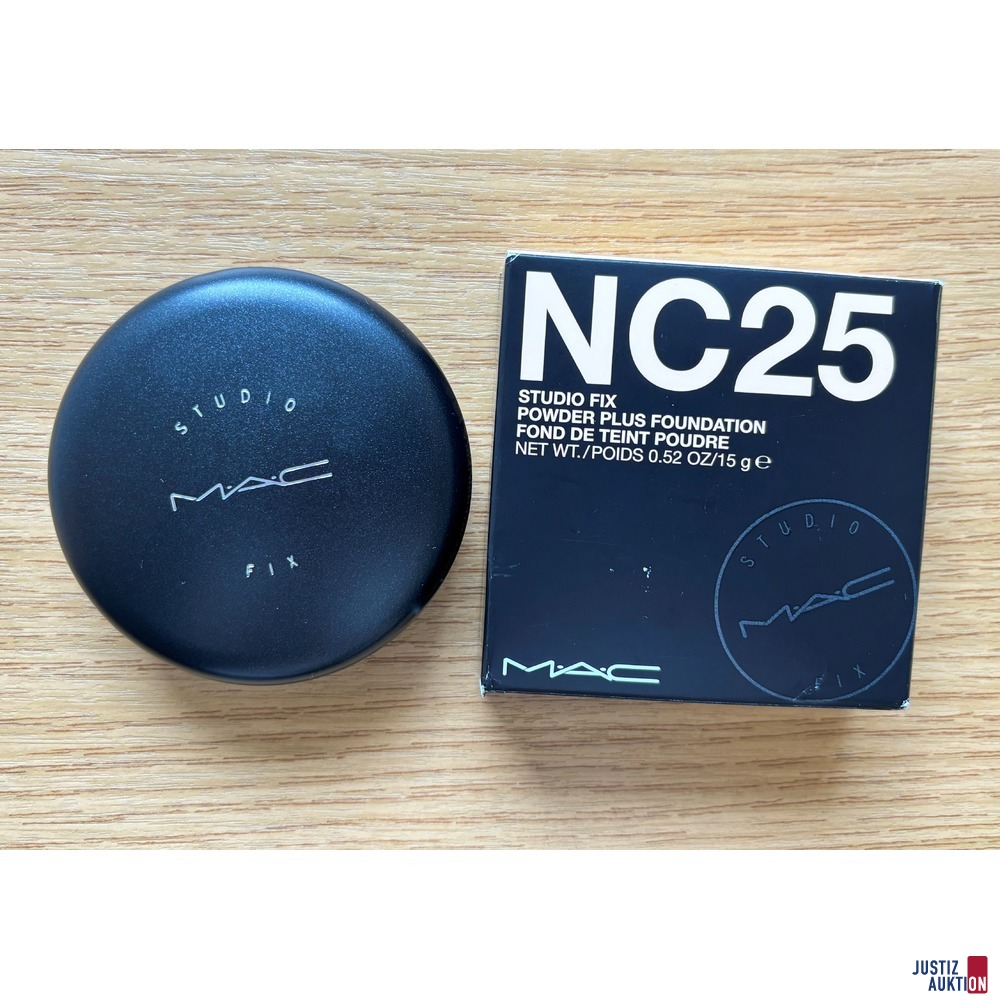 STUDIO
M·A·C
FIX
NC25
STUDIO FIX
POWDER PLUS FOUNDATION
FOND DE TEINT POUDRE
NET WT./POIDS 0.52 OZ/15 g ℮
STUDIO
M·A·C
FIX
M·A·C
JUSTIZ
AUKTION